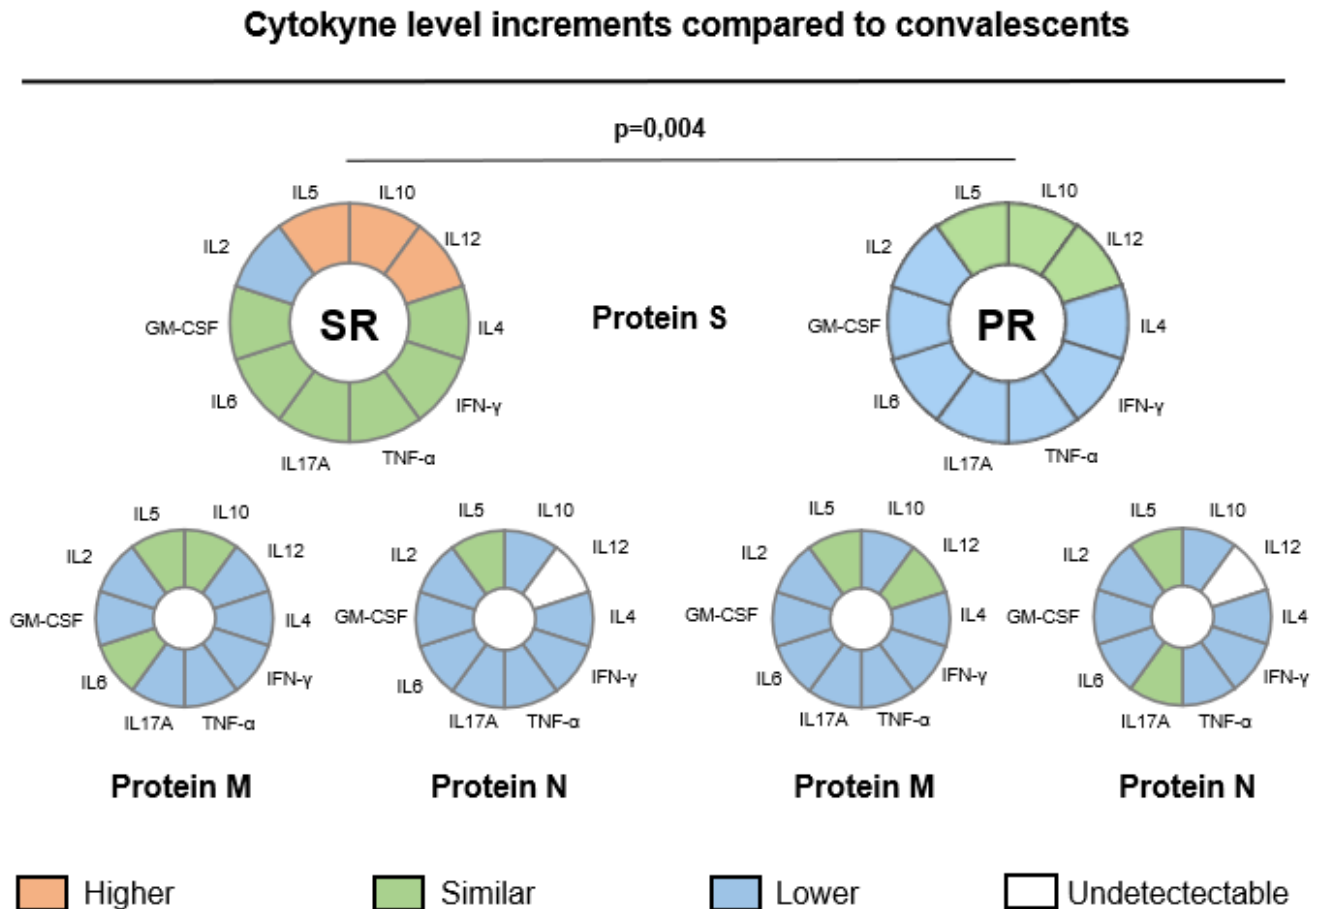 Cytokyne level increments compared to convalescents
p=0,004
IL5 IL10 IL5 IL10
IL2 IL12 IL2 IL12
GM-CSF SR IL4 Protein S GM-CSF PR IL4
IL6 IFN-γ IL6 IFN-γ
IL17A TNF-α IL17A TNF-α
IL5 IL10 IL5 IL10 IL5 IL10 IL5 IL10
IL2 IL12 IL2 IL12 IL2 IL12 IL2 IL12
GM-CSF IL4 GM-CSF IL4 GM-CSF IL4 GM-CSF IL4
IL6 IFN-γ IL6 IFN-γ IL6 IFN-γ IL6 IFN-γ
IL17A TNF-α IL17A TNF-α IL17A TNF-α IL17A TNF-α
Protein M Protein N Protein M Protein N
Higher Similar Lower Undetectectable